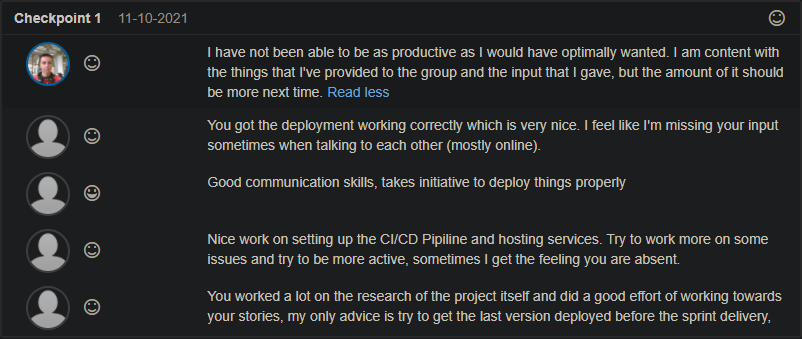 Checkpoint 1 11-10-2021
I have not been able to be as productive as I would have optimally wanted. I am content with
the things that I've provided to the group and the input that I gave, but the amount of it should
be more next time. Read less
You got the deployment working correctly which is very nice. I feel like I'm missing your input
sometimes when talking to each other (mostly online).
Good communication skills, takes initiative to deploy things properly
Nice work on setting up the CI/CD Pipiline and hosting services. Try to work more on some
issues and try to be more active, sometimes I get the feeling you are absent.
You worked a lot on the research of the project itself and did a good effort of working towards
your stories, my only advice is try to get the last version deployed before the sprint delivery,